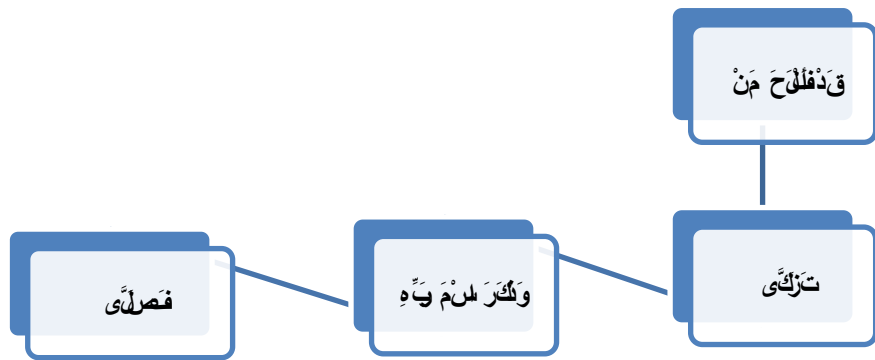 قَدْ أَفْلَحَ مَنْ
تَزَكَّى
وَذَكَرَ اسْمَ رَبِّهِ
فَصَلَّى